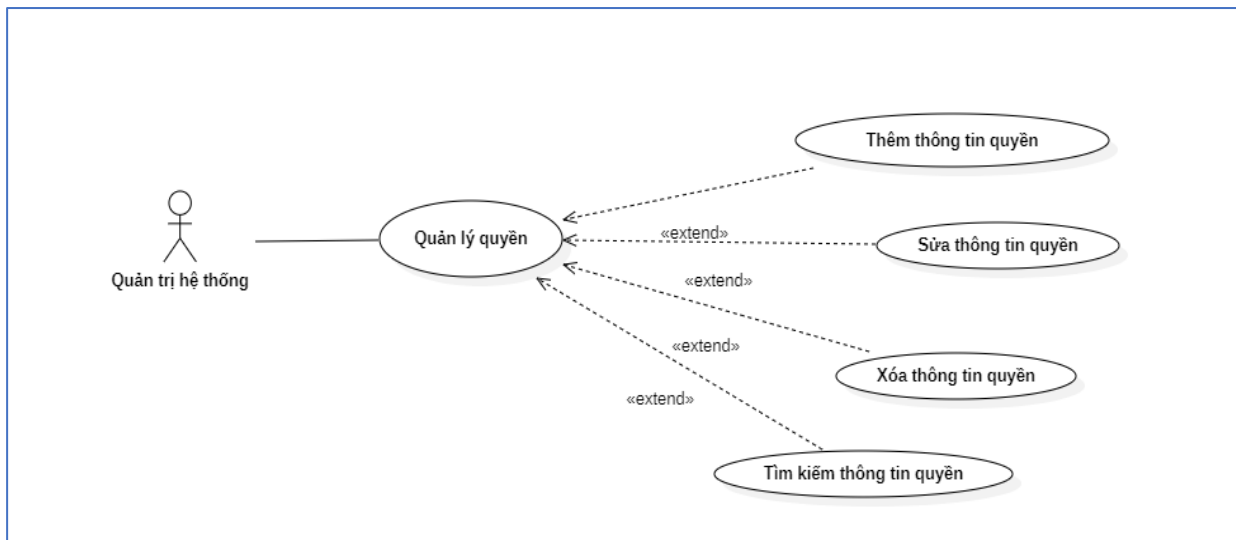 Thêm thông tin quyền
Quản lý quyền
«extend»
Sửa thông tin quyền
Quản trị hệ thống
«extend»
«extend»
Xóa thông tin quyền
«extend»
Tìm kiếm thông tin quyền